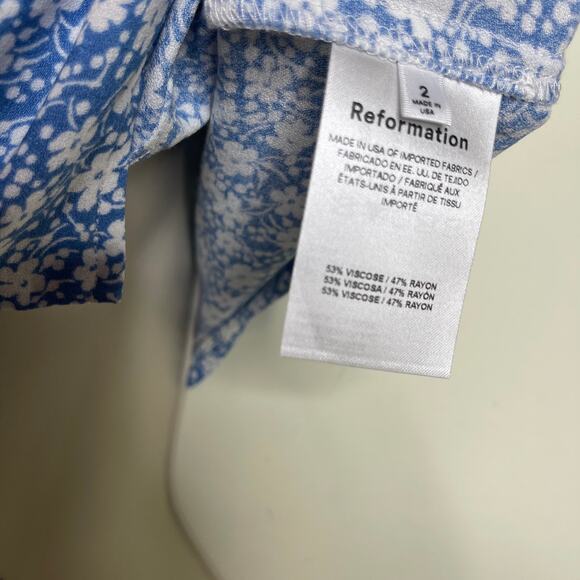 2
MADE IN
USA
Reformation
MADE IN USA OF IMPORTED FABRICS /
FABRICADO EN EE. UU. DE TEJIDO
IMPORTADO / FABRIQUÉ AUX
ÉTATS-UNIS À PARTIR DE TISSU
IMPORTÉ
53% VISCOSE / 47% RAYON
53% VISCOSA / 47% RAYÓN
53% VISCOSE / 47% RAYON